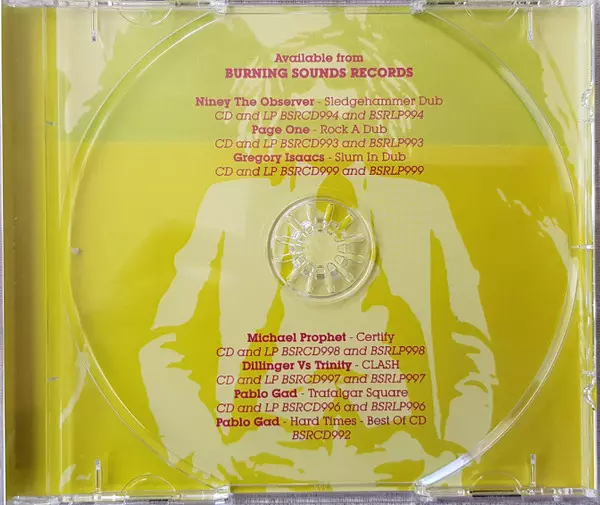 Available from
BURNING SOUNDS RECORDS
Niney The Observer - Sledgehammer Dub
CD and LP BSRCD994 and BSRLP994
Page One - Rock A Dub
CD and LP BSRCD993 and BSRLP993
Gregory Isaacs - Slum In Dub
CD and LP BSRCD999 and BSRLP999
Michael Prophet - Certify
CD and LP BSRCD998 and BSRLP998
Dillinger Vs Trinity - CLASH
CD and LP BSRCD997 and BSRLP997
Pablo Gad - Trafalgar Square
CD and LP BSRCD996 and BSRLP996
Pablo Gad - Hard Times - Best Of CD
BSRCD992